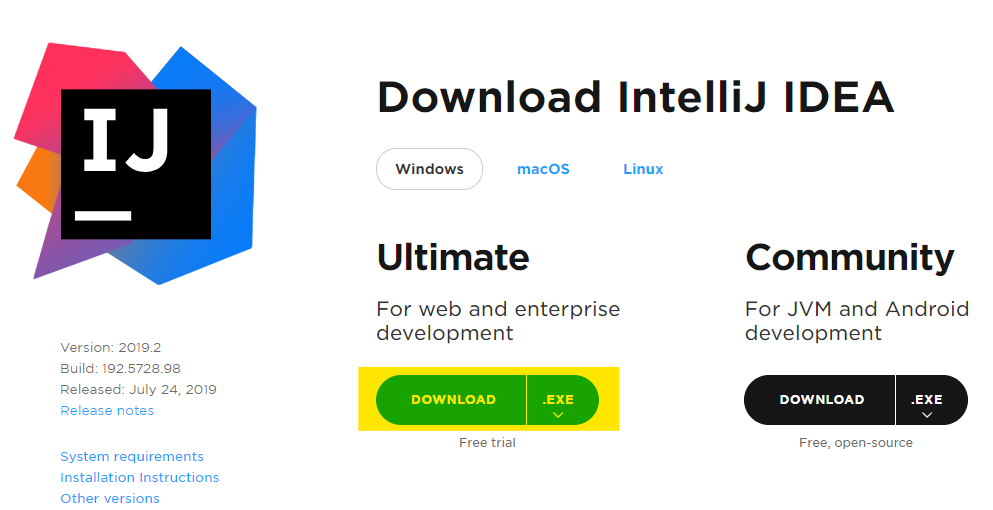 IJ
Download IntelliJ IDEA
Windows
macOS
Linux
Ultimate
For web and enterprise
development
DOWNLOAD
.EXE
Free trial
Community
For JVM and Android
development
DOWNLOAD
.EXE
Free, open-source
Version: 2019.2
Build: 192.5728.98
Released: July 24, 2019
Release notes
System requirements
Installation Instructions
Other versions